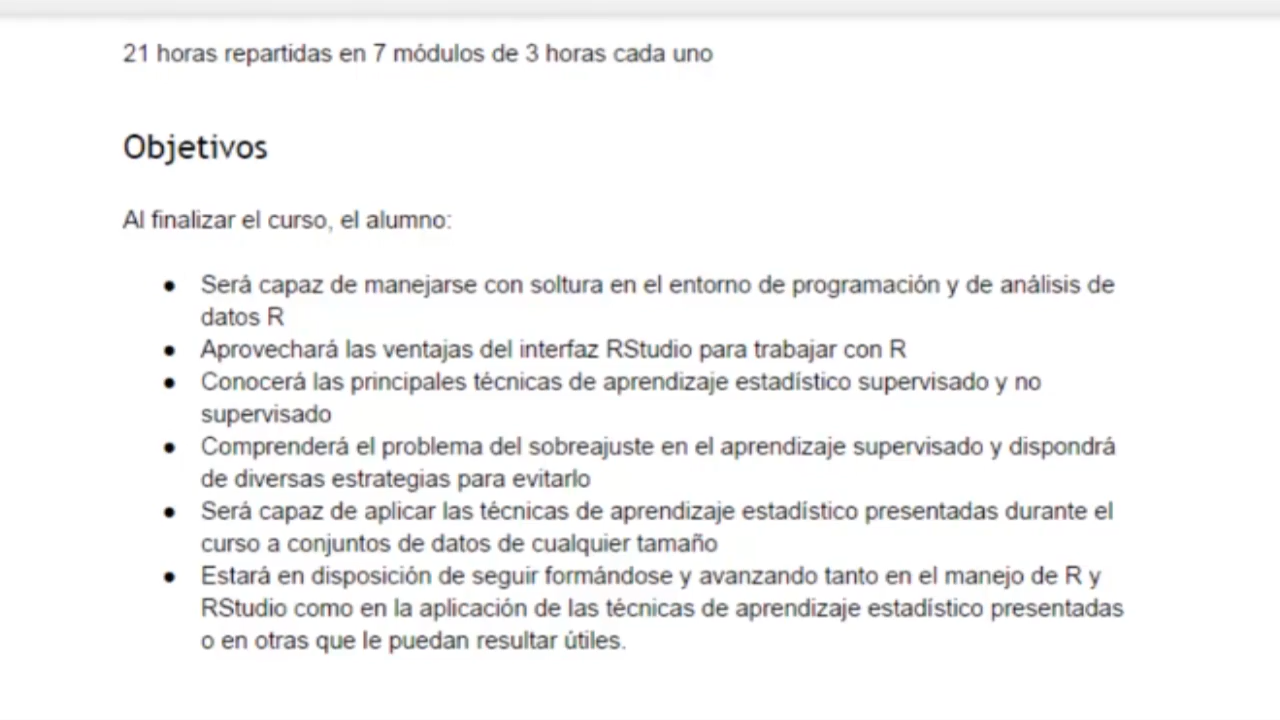 21 horas repartidas en 7 módulos de 3 horas cada uno
Objetivos
Al finalizar el curso, el alumno:
● Será capaz de manejarse con soltura en el entorno de programación y de análisis de
datos R
● Aprovechará las ventajas del interfaz RStudio para trabajar con R
● Conocerá las principales técnicas de aprendizaje estadístico supervisado y no
supervisado
● Comprenderá el problema del sobreajuste en el aprendizaje supervisado y dispondrá
de diversas estrategias para evitarlo
● Será capaz de aplicar las técnicas de aprendizaje estadístico presentadas durante el
curso a conjuntos de datos de cualquier tamaño
● Estará en disposición de seguir formándose y avanzando tanto en el manejo de R y
RStudio como en la aplicación de las técnicas de aprendizaje estadístico presentadas
o en otras que le puedan resultar útiles.